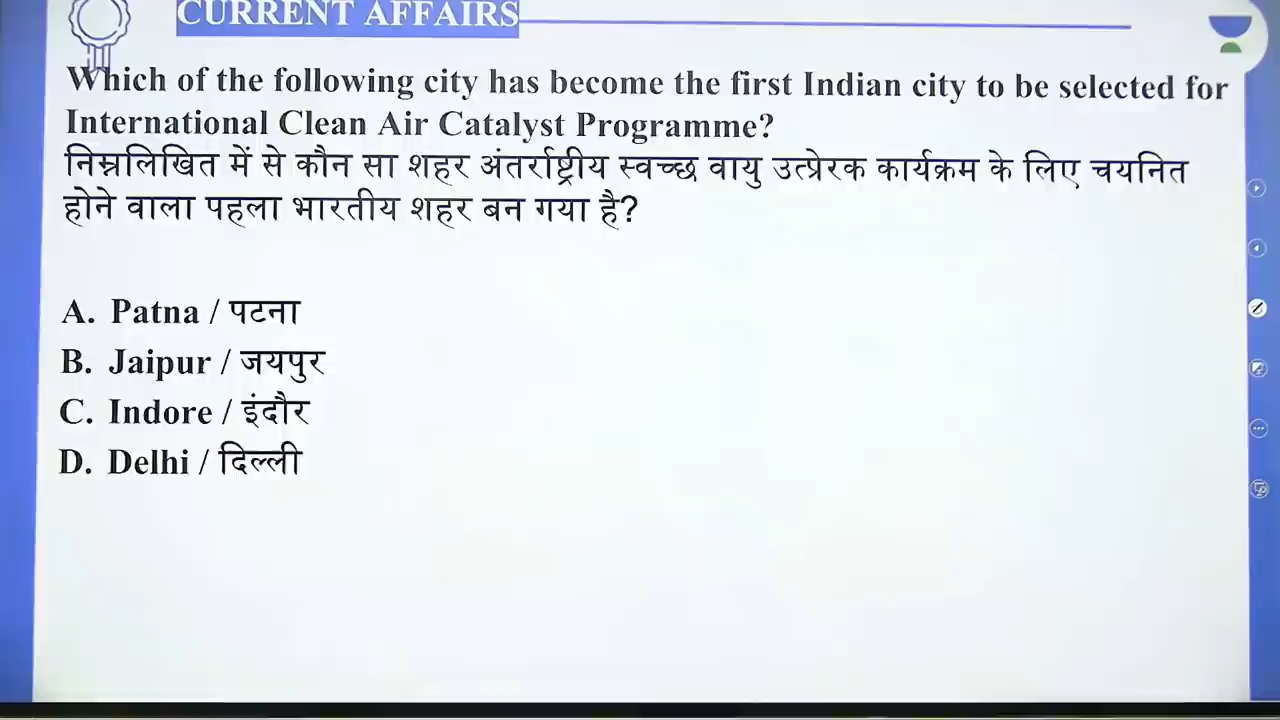 CURRENT AFFAIRS
Which of the following city has become the first Indian city to be selected for
International Clean Air Catalyst Programme?
निम्नलिखित में से कौन सा शहर अंतर्राष्ट्रीय स्वच्छ वायु उत्प्रेरक कार्यक्रम के लिए चयनित
होने वाला पहला भारतीय शहर बन गया है?
A. Patna / पटना
B. Jaipur / जयपुर
C. Indore / इंदौर
D. Delhi / दिल्ली